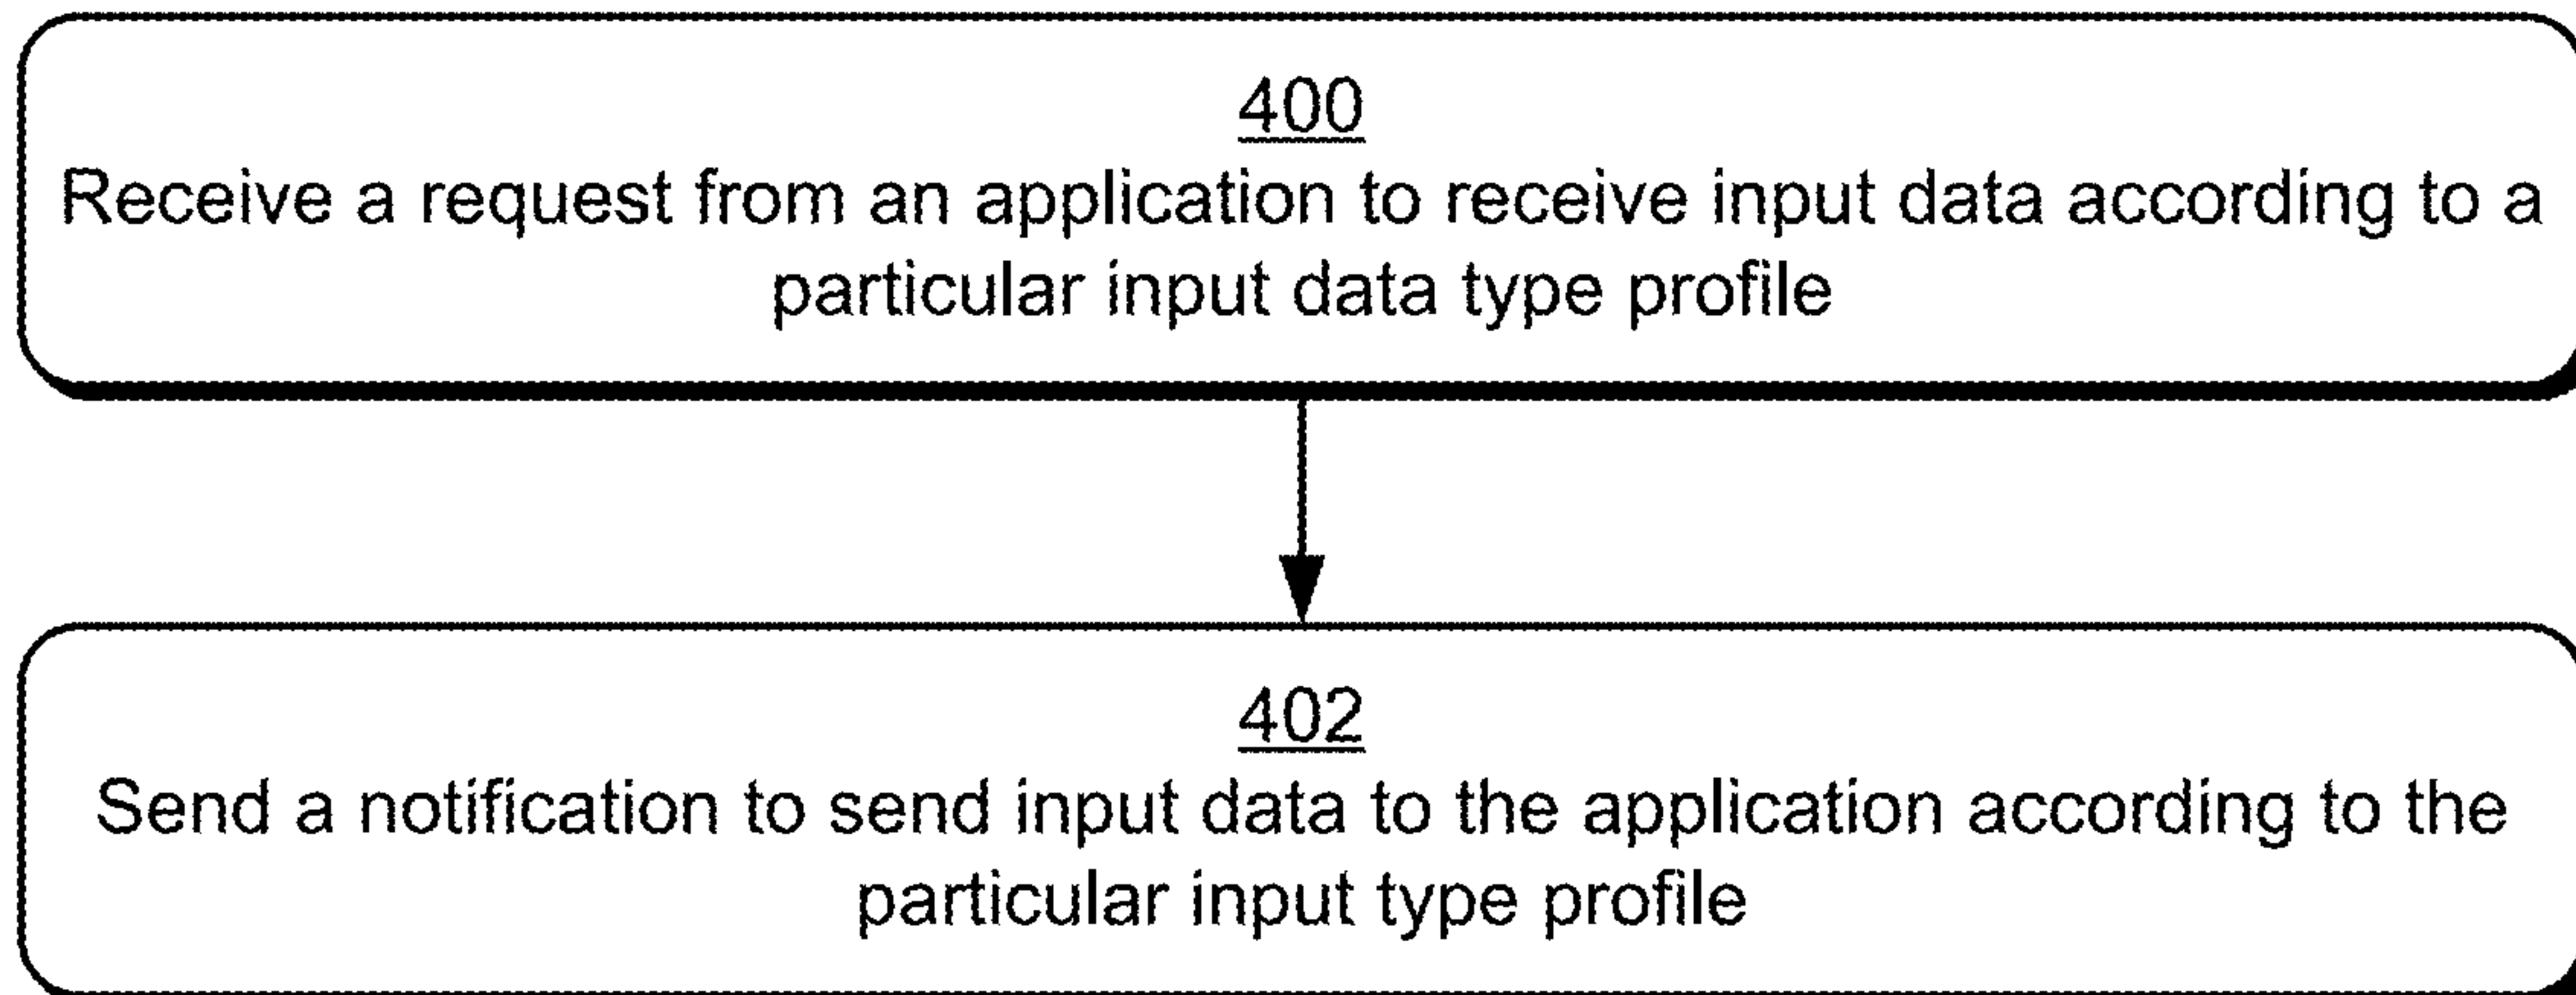 400
Receive a request from an application to receive input data according to a
particular input data type profile
402
Send a notification to send input data to the application according to the
particular input type profile